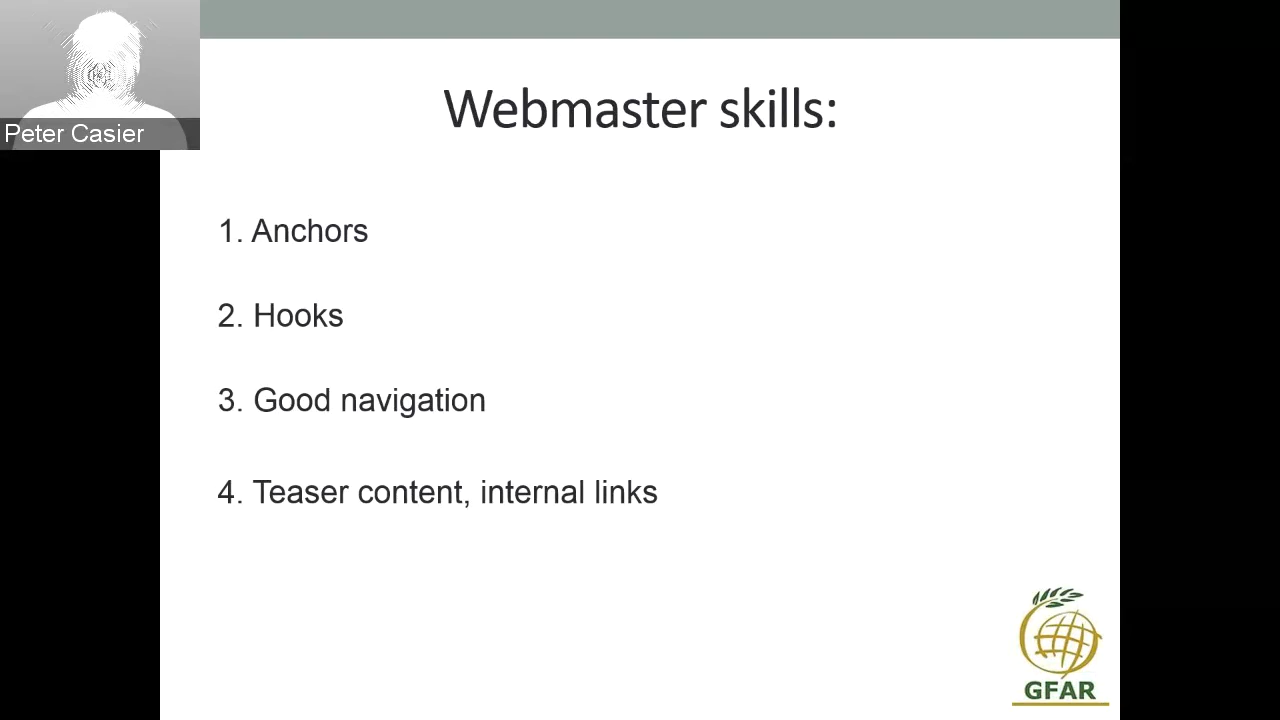 Peter Casier
Webmaster skills:
1. Anchors
2. Hooks
3. Good navigation
4. Teaser content, internal links
GFAR